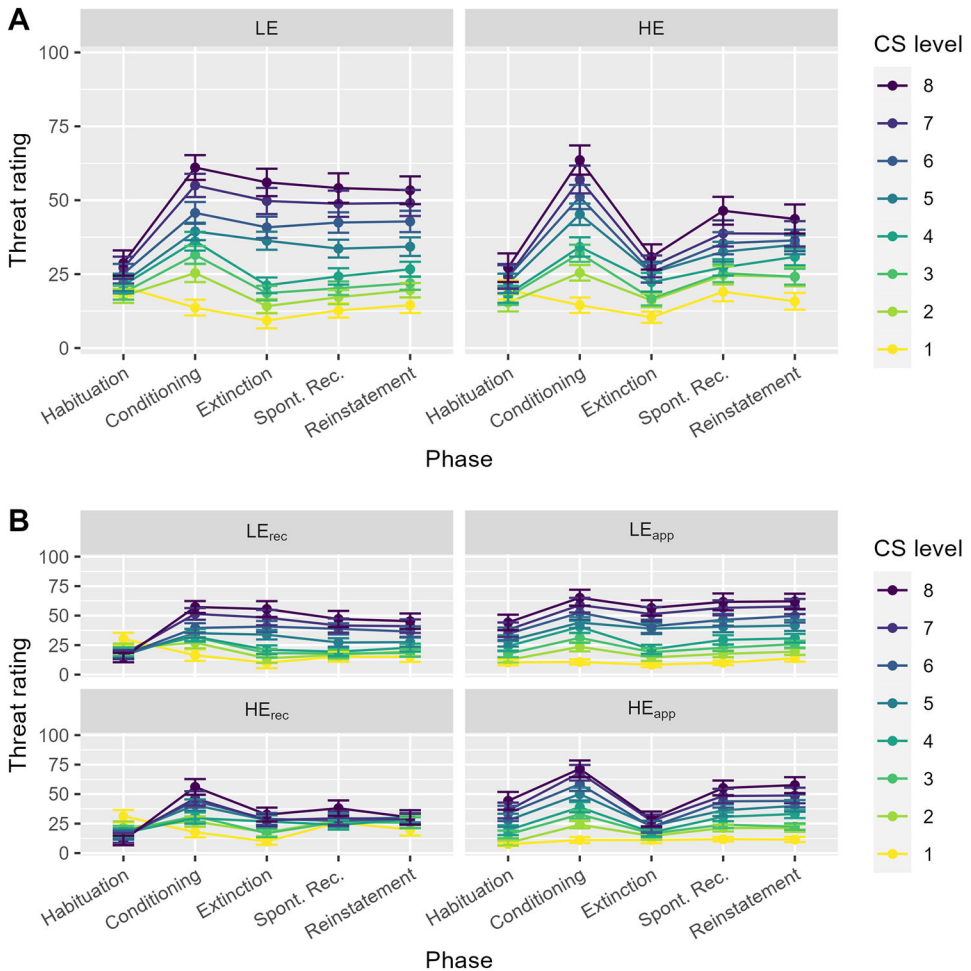 A
LE
HE
Threat rating
100
75
50
25
0
Habituation
Conditioning
Extinction
Spont. Rec.
Reinstatement
Habituation
Conditioning
Extinction
Spont. Rec.
Reinstatement
Phase
CS level
8
7
6
5
4
3
2
1
B
LErec
LEapp
Threat rating
100
75
50
25
0
HErec
HEapp
Threat rating
100
75
50
25
0
Habituation
Conditioning
Extinction
Spont. Rec.
Reinstatement
Habituation
Conditioning
Extinction
Spont. Rec.
Reinstatement
Phase
CS level
8
7
6
5
4
3
2
1